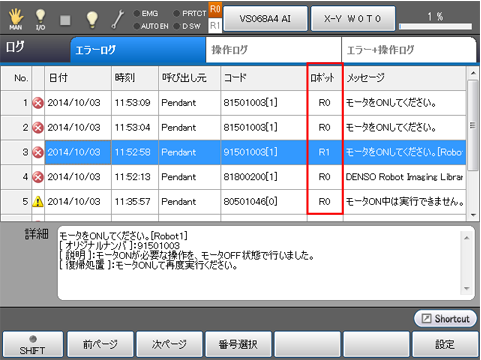 MAN I/O EMG PRTCT AUTO EN D SW R0 R1 VS068A4 AI X-Y W0T0 1 %
ログ エラーログ 操作ログ エラー+操作ログ
No. 日付 時刻 呼び出し元 コード ロボット メッセージ
1 2014/10/03 11:53:09 Pendant 81501003[1] R0 モータをONしてください。
2 2014/10/03 11:53:04 Pendant 81501003[1] R0 モータをONしてください。
3 2014/10/03 11:52:58 Pendant 91501003[1] R1 モータをONしてください。[Robo
4 2014/10/03 11:52:13 Pendant 81800200[1] R0 DENSO Robot Imaging Librar
5 2014/10/03 11:35:57 Pendant 80501046[0] R0 モータON中は実行できません。
詳細 モータをONしてください。[Robot1]
[オリジナルナンバ]:91501003
[説明]:モータONが必要な操作を、モータOFF状態で行いました。
[復帰処置]:モータONして再度実行ください。
Shortcut
SHIFT 前ページ 次ページ 番号選択 設定